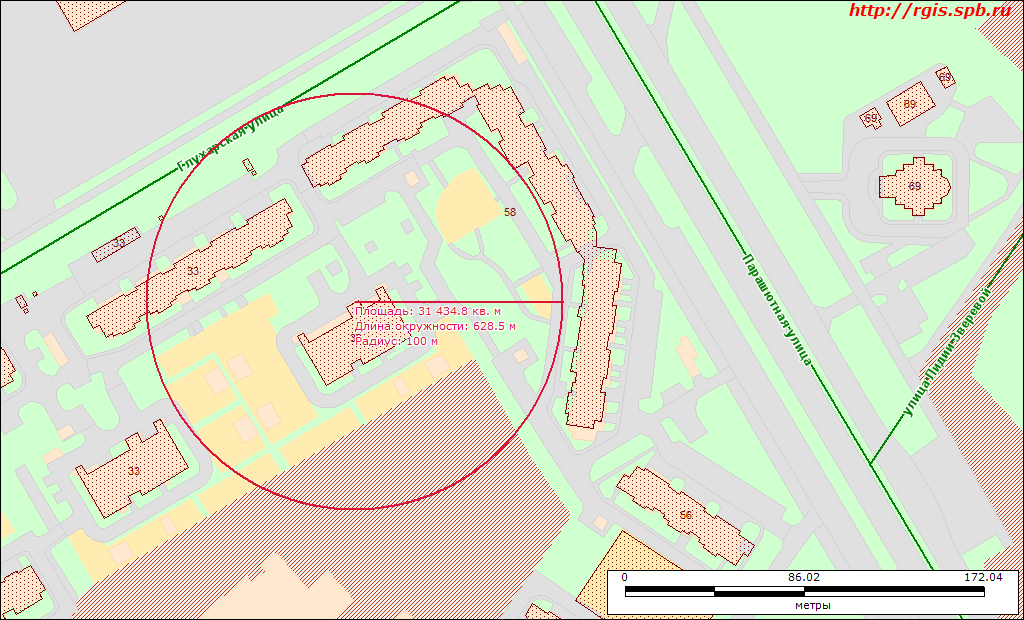 http://rgis.spb.ru
69
69
69
69
Глухарская улица
58
33
33
Парашютная улица
улица Лидии Зверевой
Площадь: 31 434.8 кв. м
Длина окружности: 628.5 м
Радиус: 100 м
33
56
0 86.02 172.04
метры